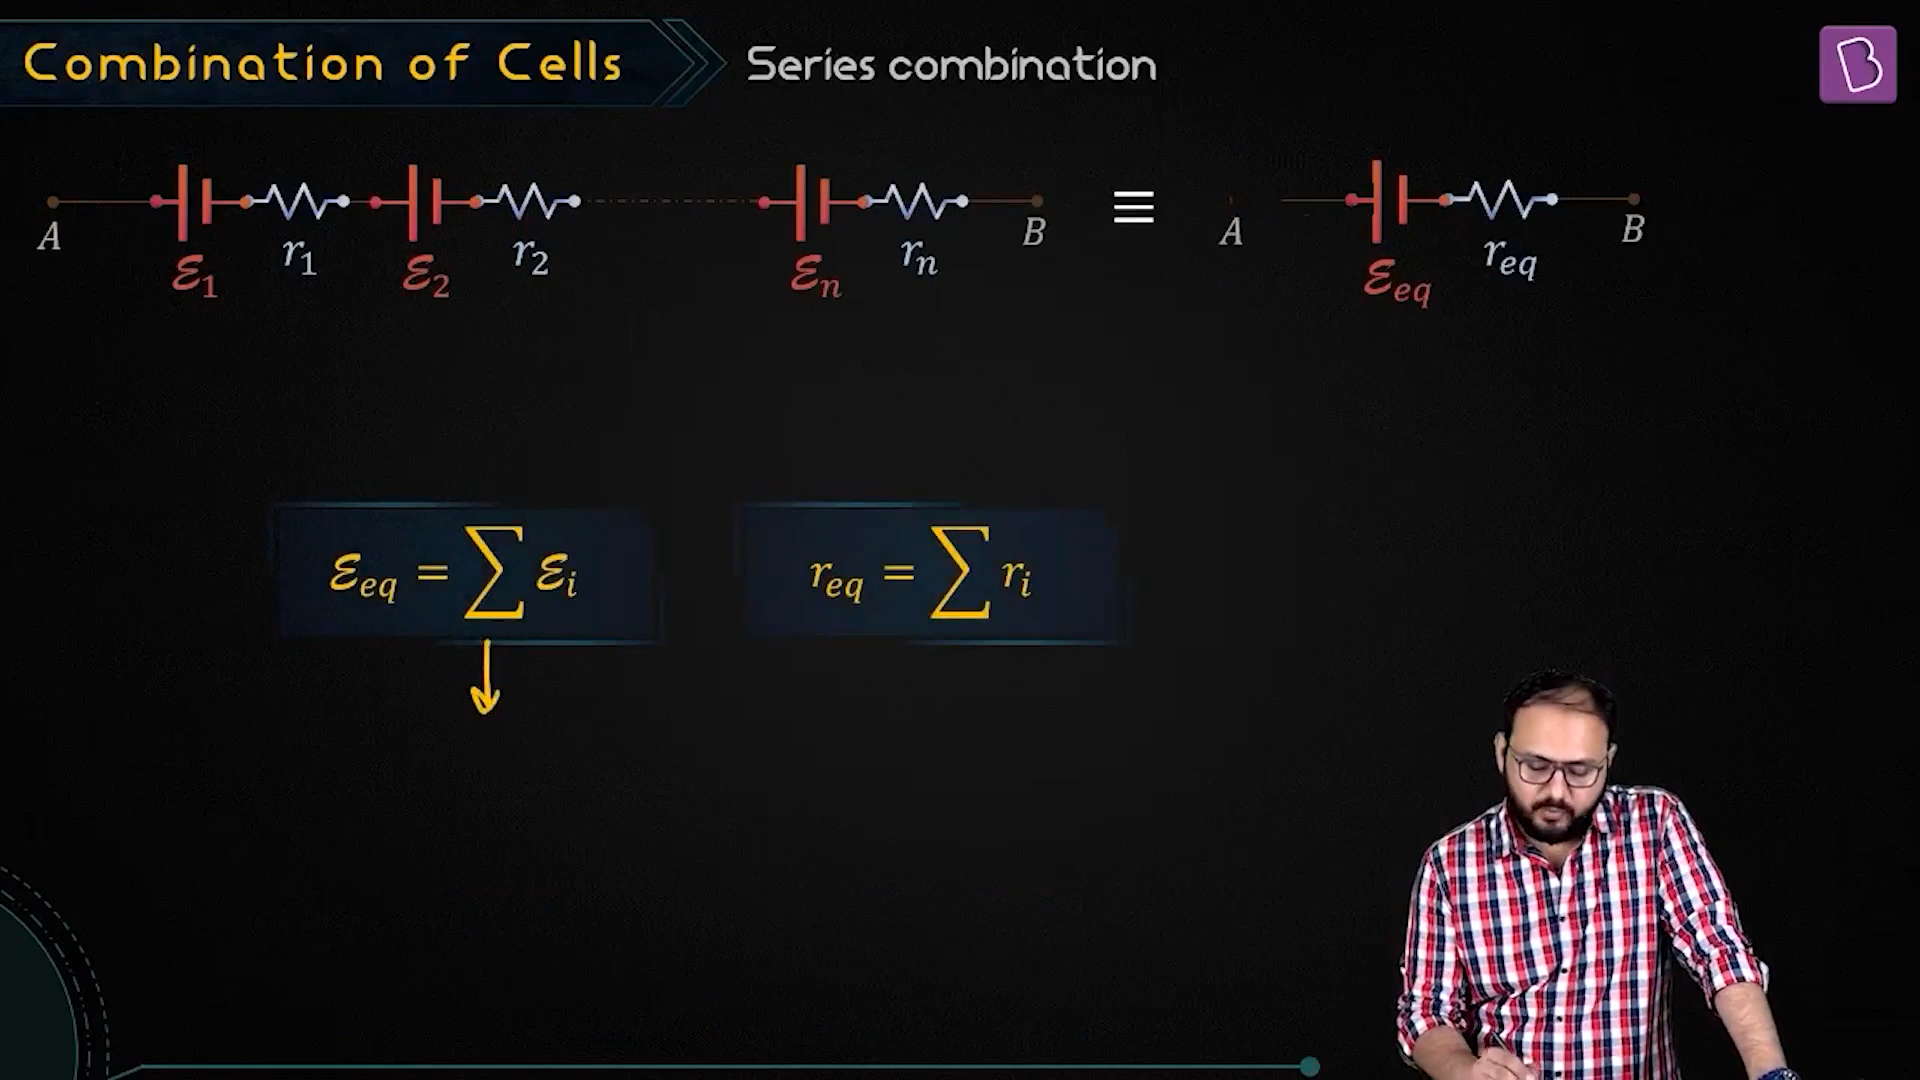 Combination of Cells
Series combination
A ℰ1 r1 ℰ2 r2 ℰn rn B ≡ A ℰeq req B
ℰeq = ∑ ℰi
req = ∑ ri
B